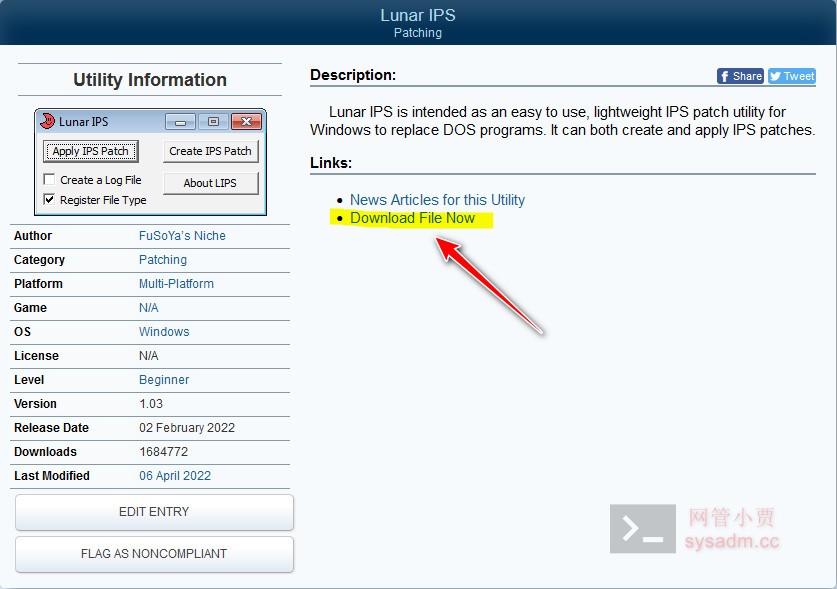 Lunar IPS
Patching
Utility Information
Lunar IPS
Apply IPS Patch
Create IPS Patch
Create a Log File
About LIPS
Register File Type
Author FuSoYa's Niche
Category Patching
Platform Multi-Platform
Game N/A
OS Windows
License N/A
Level Beginner
Version 1.03
Release Date 02 February 2022
Downloads 1684772
Last Modified 06 April 2022
EDIT ENTRY
FLAG AS NONCOMPLIANT
Description:
Share
Tweet
Lunar IPS is intended as an easy to use, lightweight IPS patch utility for
Windows to replace DOS programs. It can both create and apply IPS patches.
Links:
News Articles for this Utility
Download File Now
网管小贾
sysadm.cc